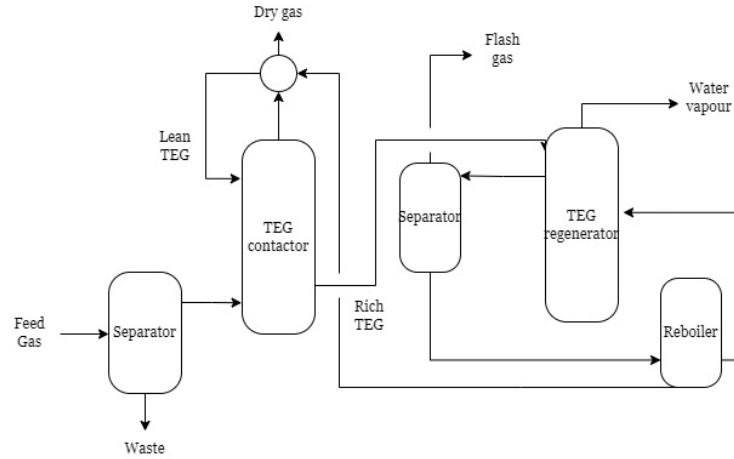 Dry gas
Flash
gas
Water
vapour
Lean
TEG
TEG
contactor
Separator
TEG
regenerator
Feed
Gas
Separator
Rich
TEG
Reboiler
Waste